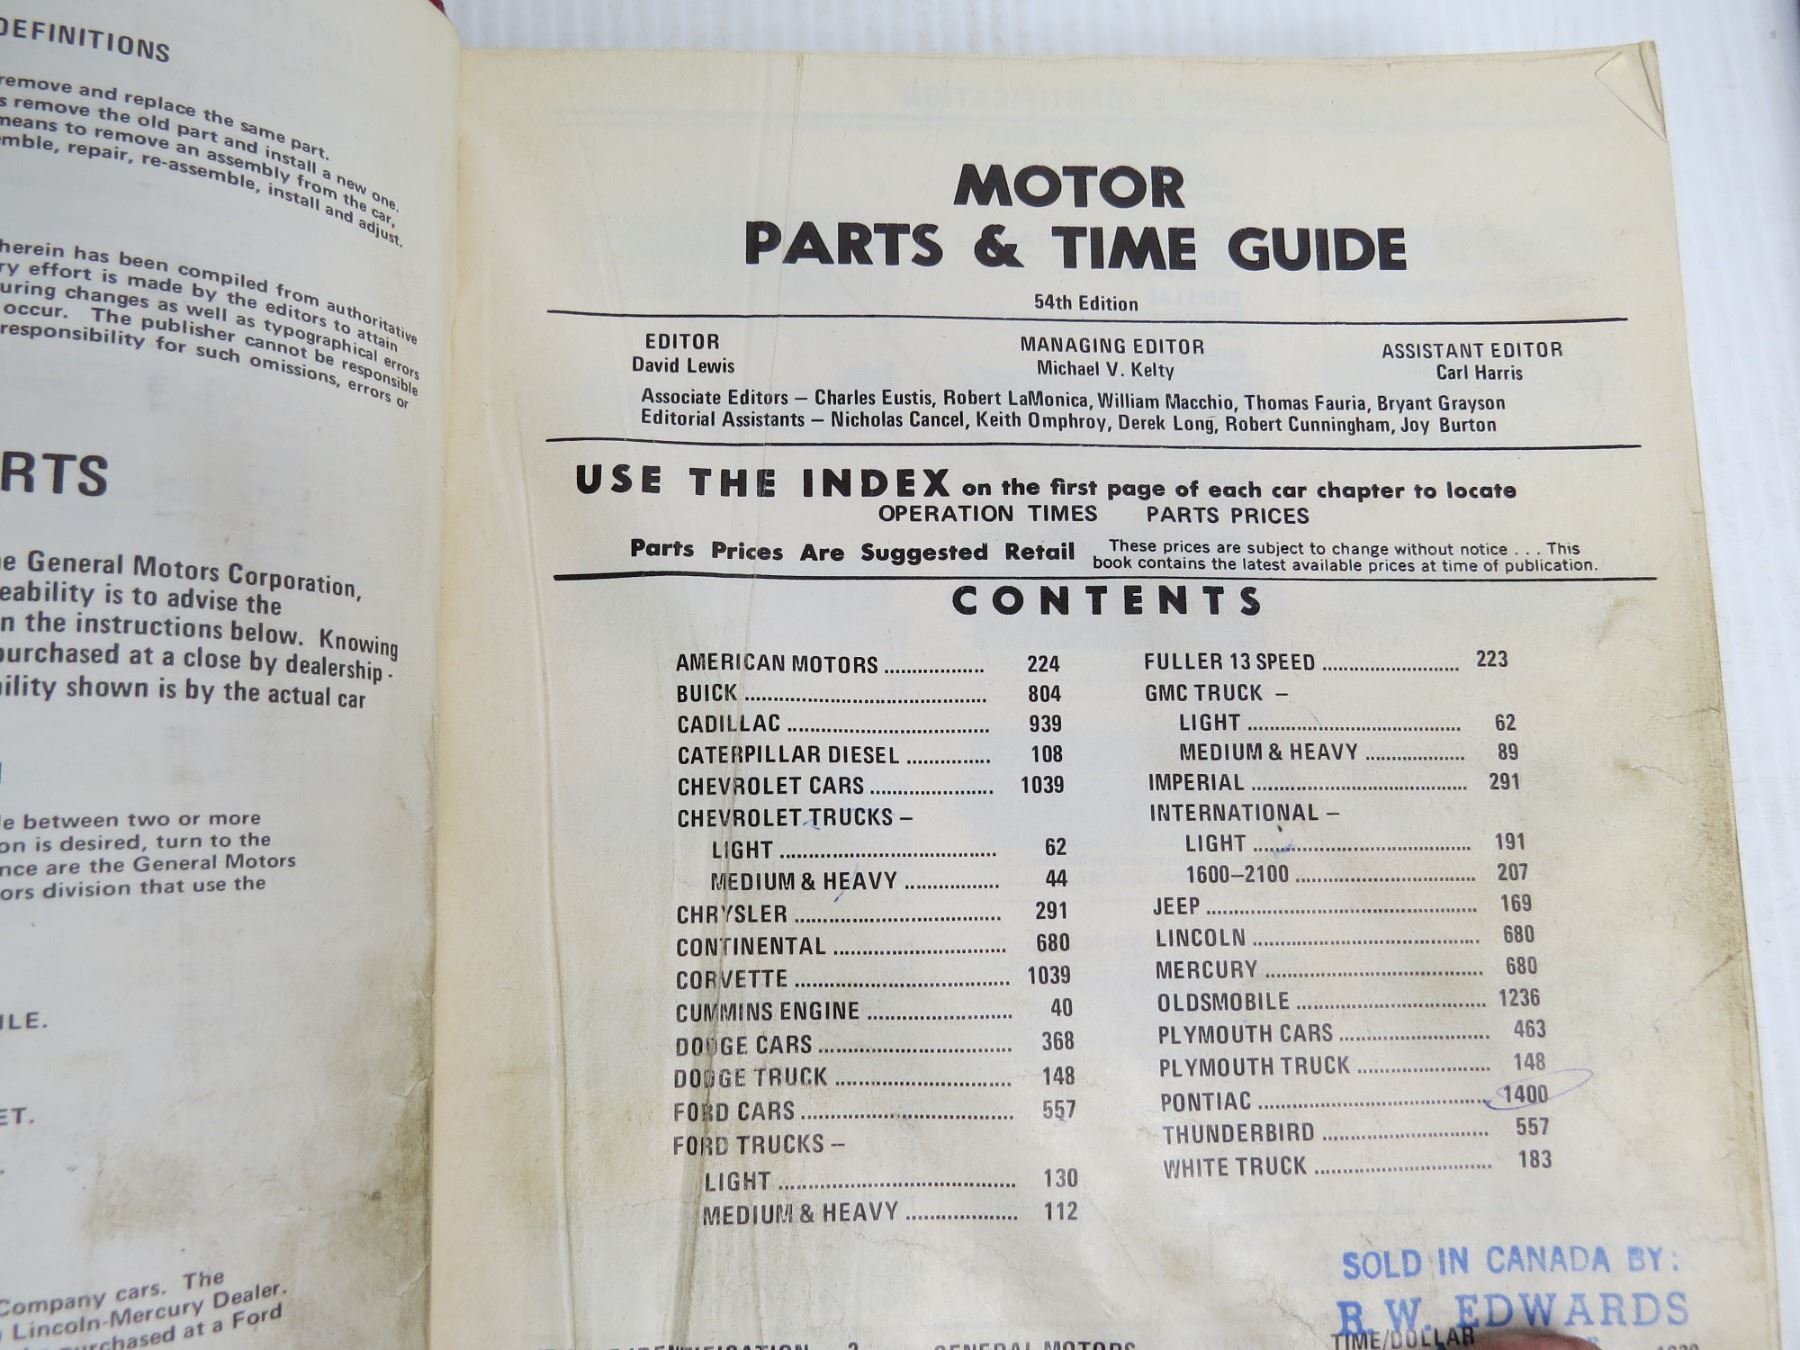 DEFINITIONS
remove and replace the same part.
remove the old part and install a new one.
means to remove an assembly from the car,
repair, re-assemble, install and adjust.
herein has been compiled from authoritative
effort is made by the editors to attain
changes as well as typographical errors
occur. The publisher cannot be responsible
responsibility for such omissions, errors or
RTS
General Motors Corporation,
eability is to advise the
the instructions below. Knowing
purchased at a close by dealership.
ility shown is by the actual car
between two or more
on is desired, turn to the
nce are the General Motors
ors division that use the
ILE.
ET.
Company cars. The
Lincoln-Mercury Dealer.
purchased at a Ford
MOTOR
PARTS & TIME GUIDE
54th Edition
EDITOR MANAGING EDITOR ASSISTANT EDITOR
David Lewis Michael V. Kelty Carl Harris
Associate Editors — Charles Eustis, Robert LaMonica, William Macchio, Thomas Fauria, Bryant Grayson
Editorial Assistants — Nicholas Cancel, Keith Omphroy, Derek Long, Robert Cunningham, Joy Burton
USE THE INDEX on the first page of each car chapter to locate
OPERATION TIMES PARTS PRICES
Parts Prices Are Suggested Retail These prices are subject to change without notice . . . This
book contains the latest available prices at time of publication.
CONTENTS
AMERICAN MOTORS ................. 224
BUICK ........................................ 804
CADILLAC .................................. 939
CATERPILLAR DIESEL .............. 108
CHEVROLET CARS ..................... 1039
CHEVROLET TRUCKS –
LIGHT .................................... 62
MEDIUM & HEAVY ................ 44
CHRYSLER .................................. 291
CONTINENTAL ............................ 680
CORVETTE .................................. 1039
CUMMINS ENGINE ........................ 40
DODGE CARS ................................ 368
DODGE TRUCK ............................. 148
FORD CARS ................................... 557
FORD TRUCKS –
LIGHT ....................................... 130
MEDIUM & HEAVY ................... 112
FULLER 13 SPEED ....................... 223
GMC TRUCK –
LIGHT ................................... 62
MEDIUM & HEAVY ................. 89
IMPERIAL .................................... 291
INTERNATIONAL –
LIGHT .................................... 191
1600–2100 .............................. 207
JEEP ............................................. 169
LINCOLN ..................................... 680
MERCURY .................................... 680
OLDSMOBILE ............................... 1236
PLYMOUTH CARS ......................... 463
PLYMOUTH TRUCK ...................... 148
PONTIAC ...................................... 1400
THUNDERBIRD ............................ 557
WHITE TRUCK .............................. 183
SOLD IN CANADA BY:
R.W. EDWARDS
TIME/DOLLAR
IDENTIFICATION 2 GENERAL MOTORS